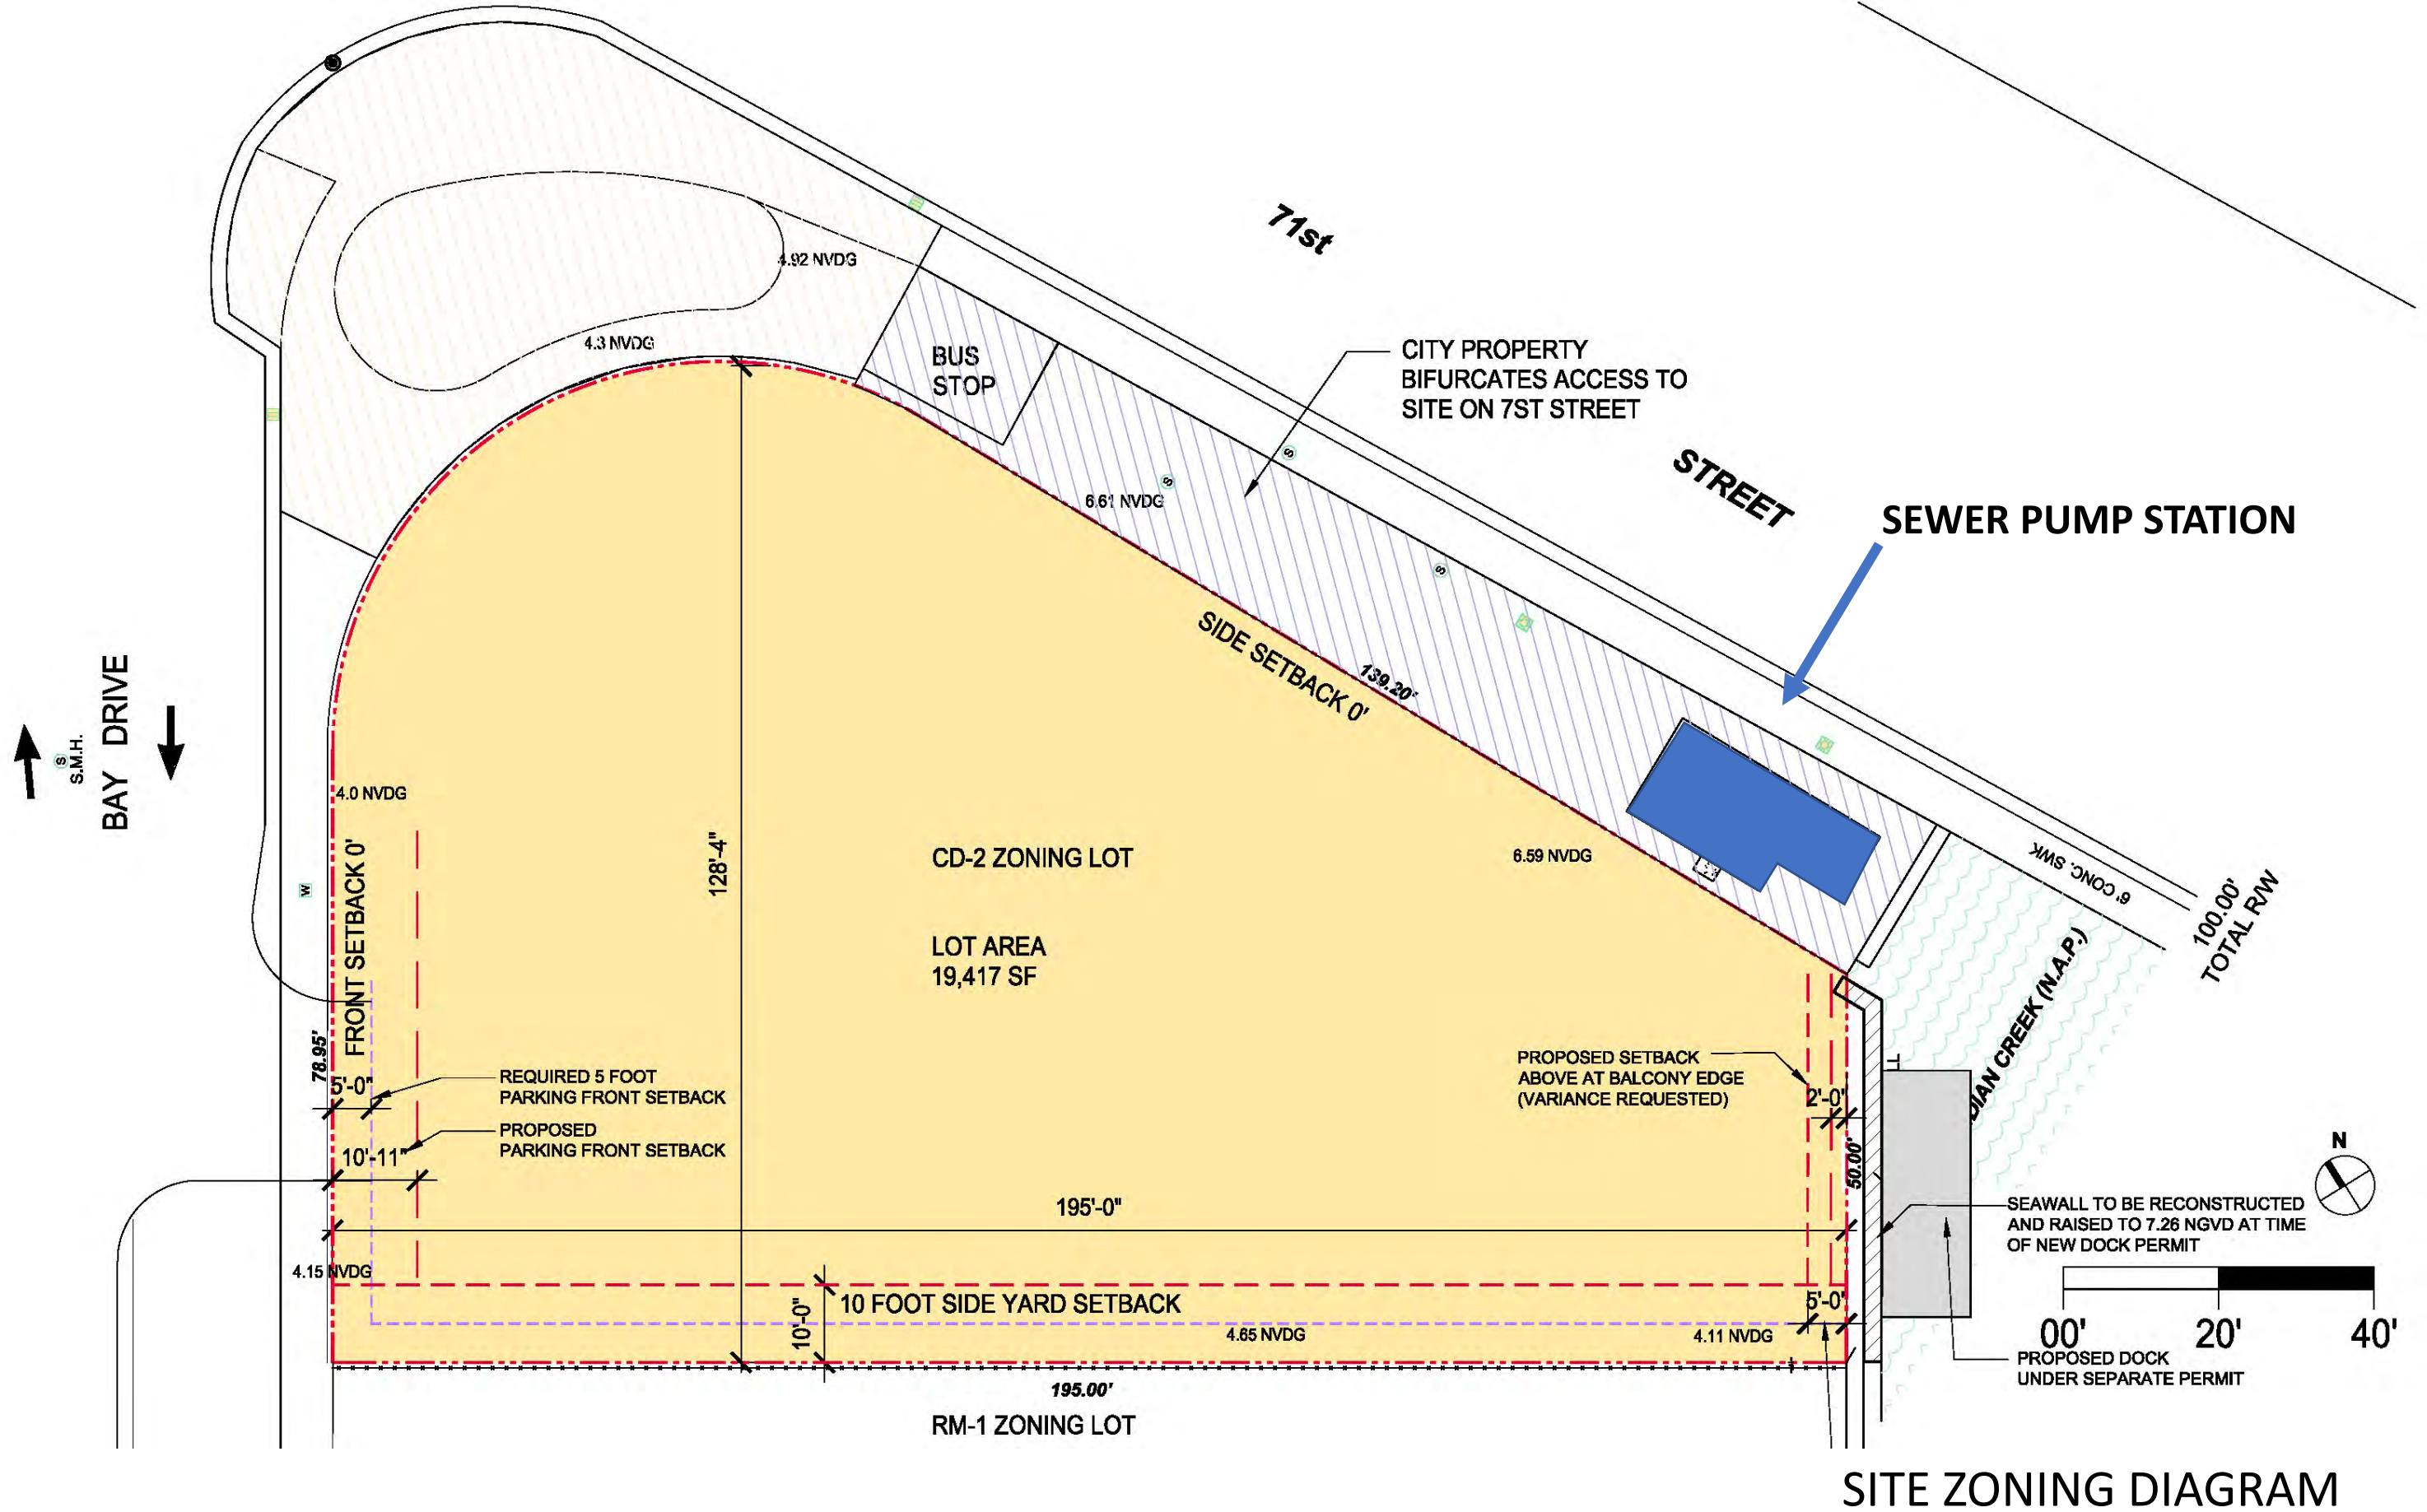 71st
4.92 NVDG
4.3 NVDG
BUS
STOP
CITY PROPERTY
BIFURCATES ACCESS TO
SITE ON 7ST STREET
S
S
6.61 NVDG
STREET
SEWER PUMP STATION
S
SIDE SETBACK 0'
139.20'
BAY DRIVE
S
S.M.H.
4.0 NVDG
FRONT SETBACK 0'
128'-4"
CD-2 ZONING LOT
6.59 NVDG
W
6' CONC. SWK
100.00'
TOTAL R/W
LOT AREA
19,417 SF
DIAN CREEK (N.A.P.)
78.95'
5'-0"
REQUIRED 5 FOOT
PARKING FRONT SETBACK
PROPOSED SETBACK
ABOVE AT BALCONY EDGE
(VARIANCE REQUESTED)
2'-0"
10'-11"
PROPOSED
PARKING FRONT SETBACK
50.00'
N
195'-0"
SEAWALL TO BE RECONSTRUCTED
AND RAISED TO 7.26 NGVD AT TIME
OF NEW DOCK PERMIT
4.15 NVDG
10'-0"
10 FOOT SIDE YARD SETBACK
5'-0"
4.65 NVDG
4.11 NVDG
00' 20' 40'
PROPOSED DOCK
UNDER SEPARATE PERMIT
195.00'
RM-1 ZONING LOT
SITE ZONING DIAGRAM